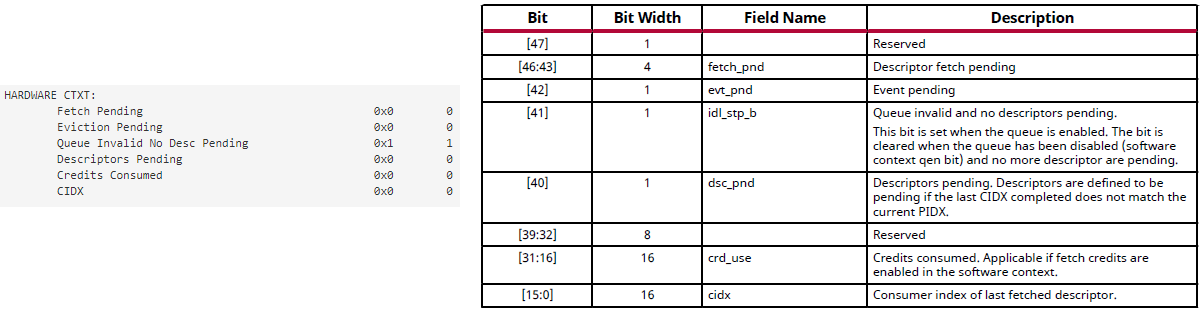 HARDWARE CTXT:
Fetch Pending 0x0 0
Eviction Pending 0x0 0
Queue Invalid No Desc Pending 0x1 1
Descriptors Pending 0x0 0
Credits Consumed 0x0 0
CIDX 0x0 0
Bit Bit Width Field Name Description
[47] 1 Reserved
[46:43] 4 fetch_pnd Descriptor fetch pending
[42] 1 evt_pnd Event pending
[41] 1 idl_stp_b Queue invalid and no descriptors pending.
This bit is set when the queue is enabled. The bit is
cleared when the queue has been disabled (software
context qen bit) and no more descriptor are pending.
[40] 1 dsc_pnd Descriptors pending. Descriptors are defined to be
pending if the last CIDX completed does not match the
current PIDX.
[39:32] 8 Reserved
[31:16] 16 crd_use Credits consumed. Applicable if fetch credits are
enabled in the software context.
[15:0] 16 cidx Consumer index of last fetched descriptor.